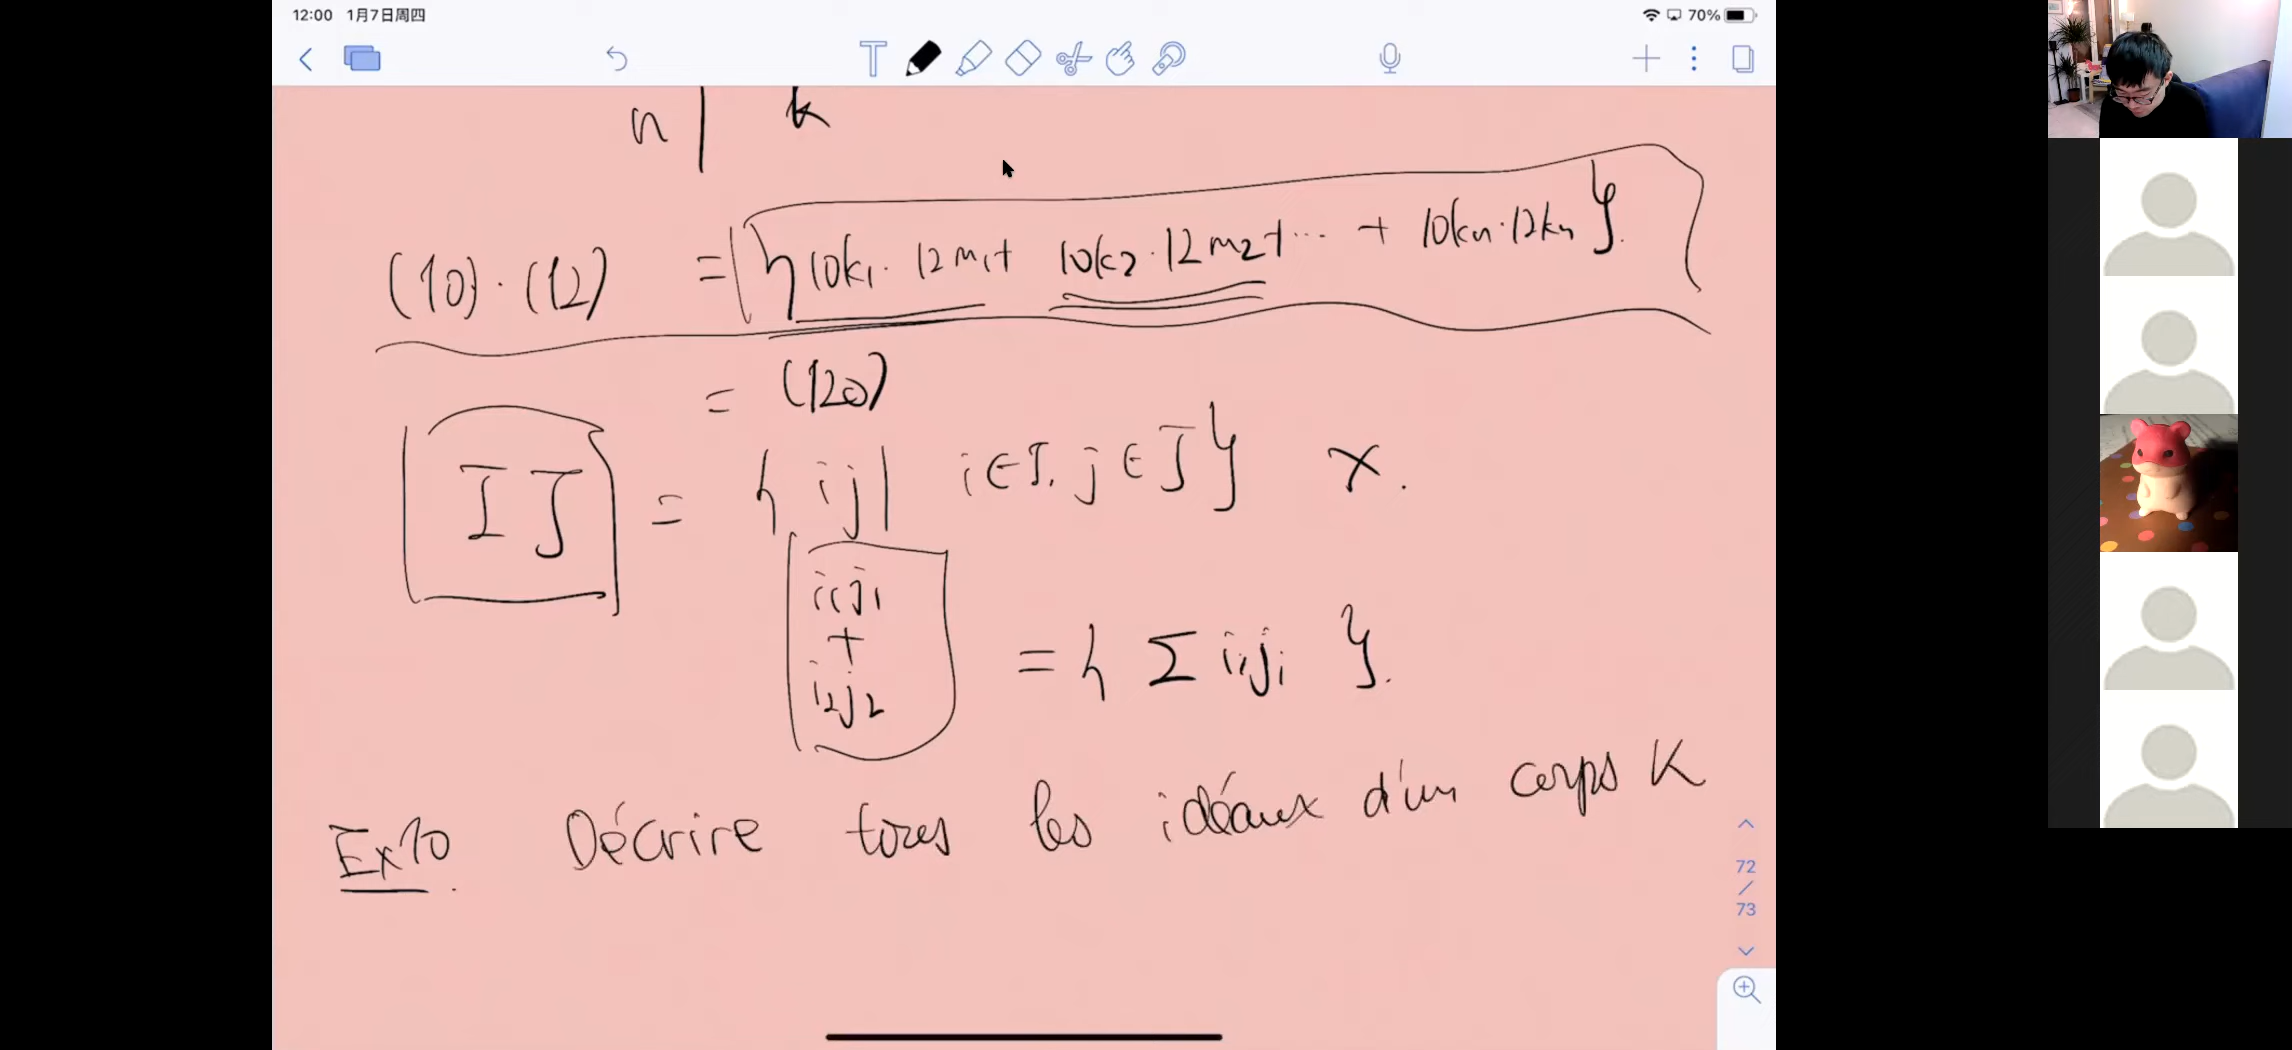 12:00 1月7日周四
70%
n | k
(10)·(12) = {10k₁·12m₁+ 10k₂·12m₂+ ··· + 10kₙ·12kₙ}.
= (120)
IJ = {ij | i∈I, j∈J} ×.
i₁j₁
+
i₂j₂
= {Σ iᵢjᵢ}.
Ex10. Décrire tous les idéaux d'un corps K
72
/
73